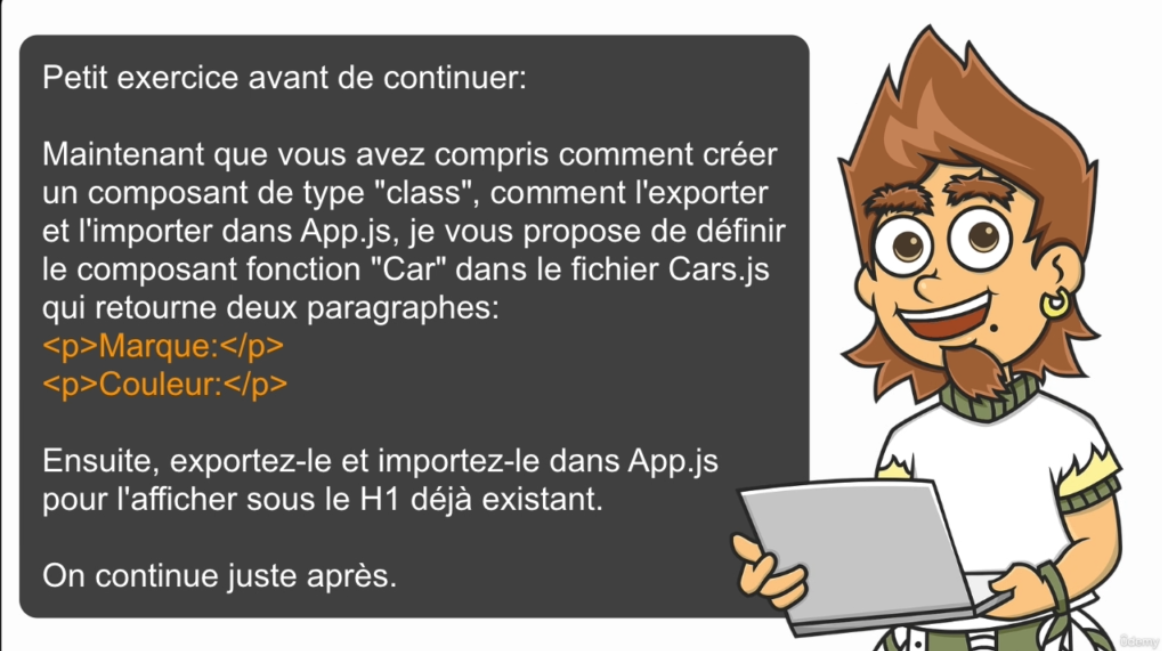 Petit exercice avant de continuer:
Maintenant que vous avez compris comment créer
un composant de type "class", comment l'exporter
et l'importer dans App.js, je vous propose de définir
le composant fonction "Car" dans le fichier Cars.js
qui retourne deux paragraphes:
<p>Marque:</p>
<p>Couleur:</p>
Ensuite, exportez-le et importez-le dans App.js
pour l'afficher sous le H1 déjà existant.
On continue juste après.
ûdemy